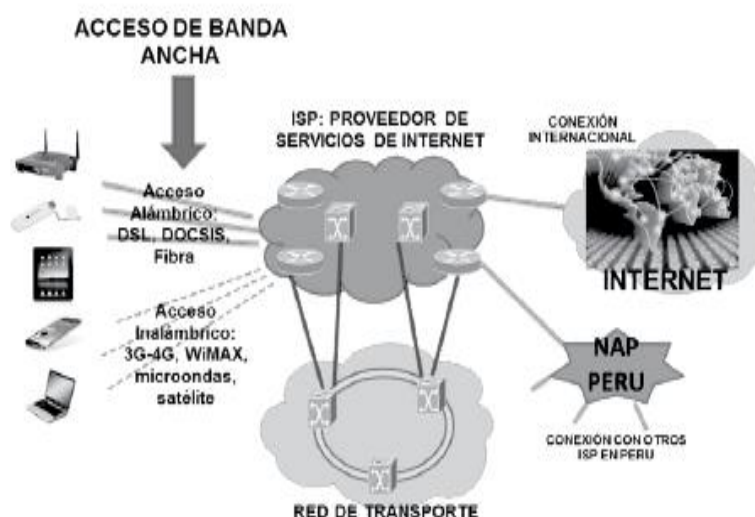 ACCESO DE BANDA
ANCHA
ISP: PROVEEDOR DE
SERVICIOS DE INTERNET
CONEXIÓN
INTERNACIONAL
Acceso
Alámbrico:
DSL, DOCSIS,
Fibra
INTERNET
Acceso
Inalámbrico:
3G-4G, WiMAX,
microondas,
satélite
NAP
PERU
CONEXIÓN CON OTROS
ISP EN PERU
RED DE TRANSPORTE